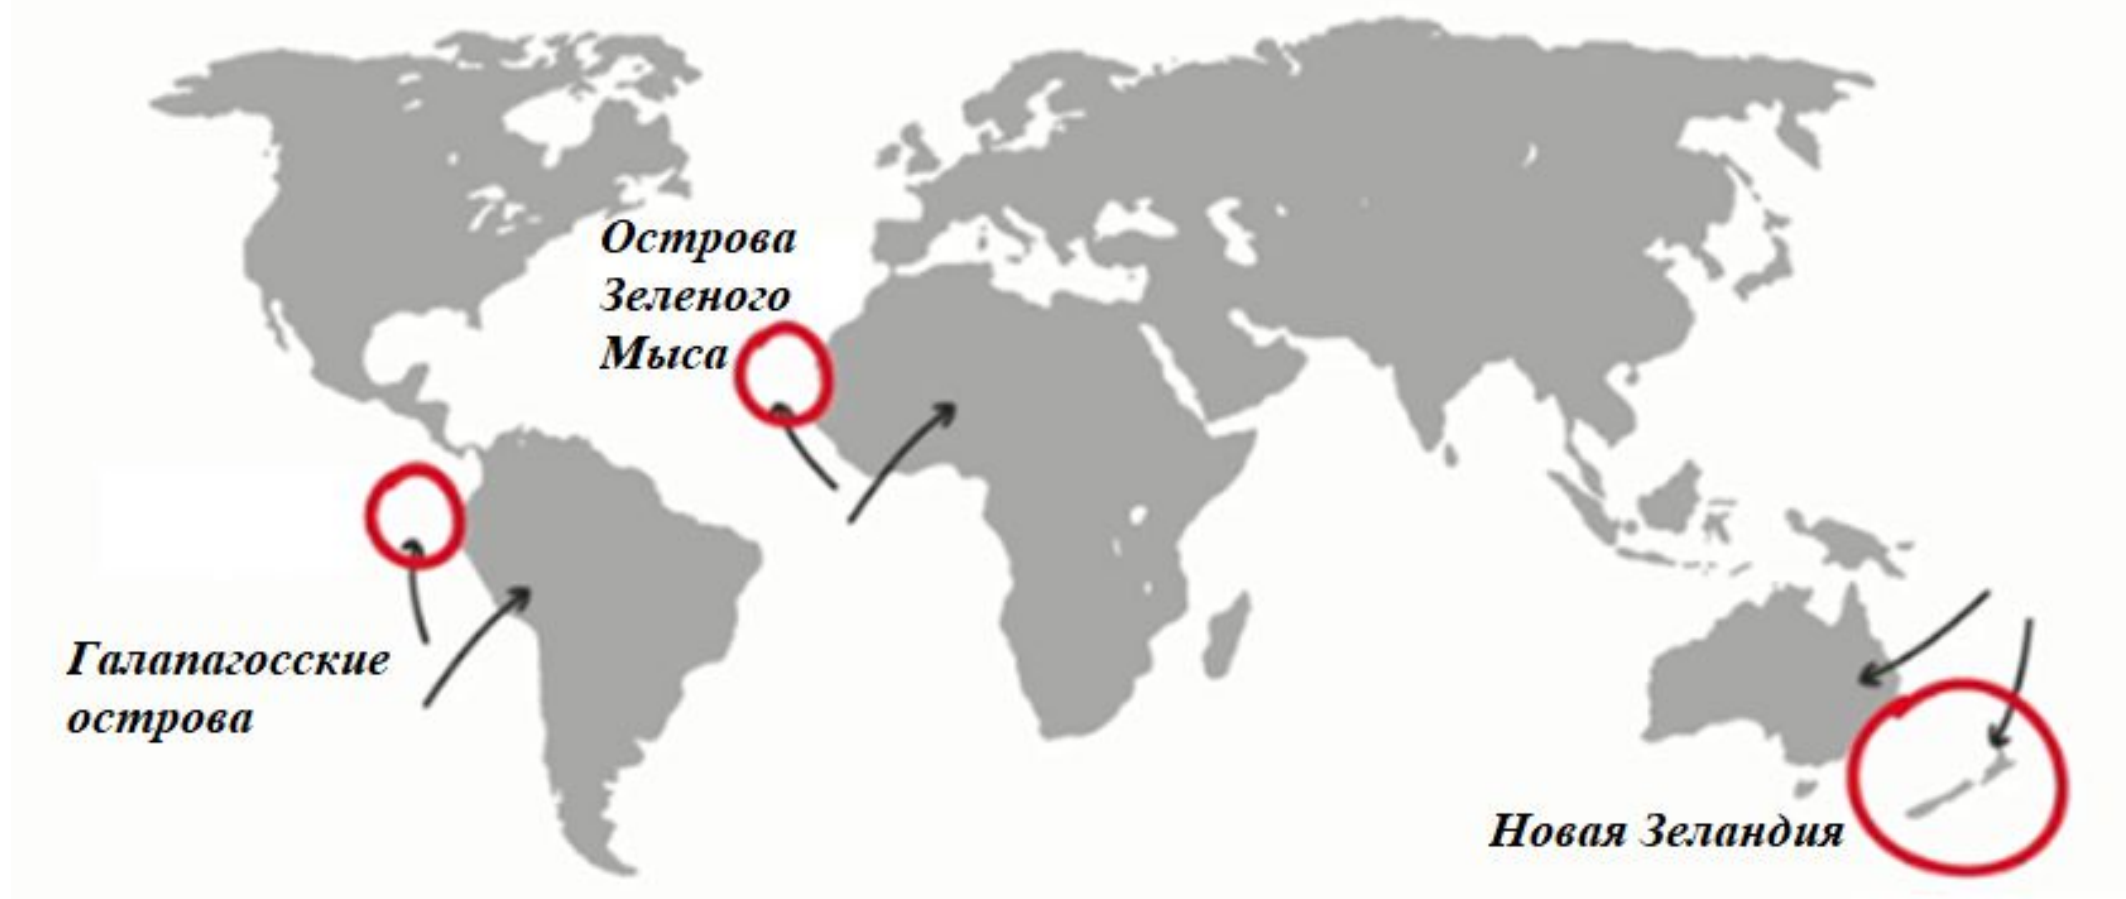 Острова
Зеленого
Мыса
Галапагосские
острова
Новая Зеландия